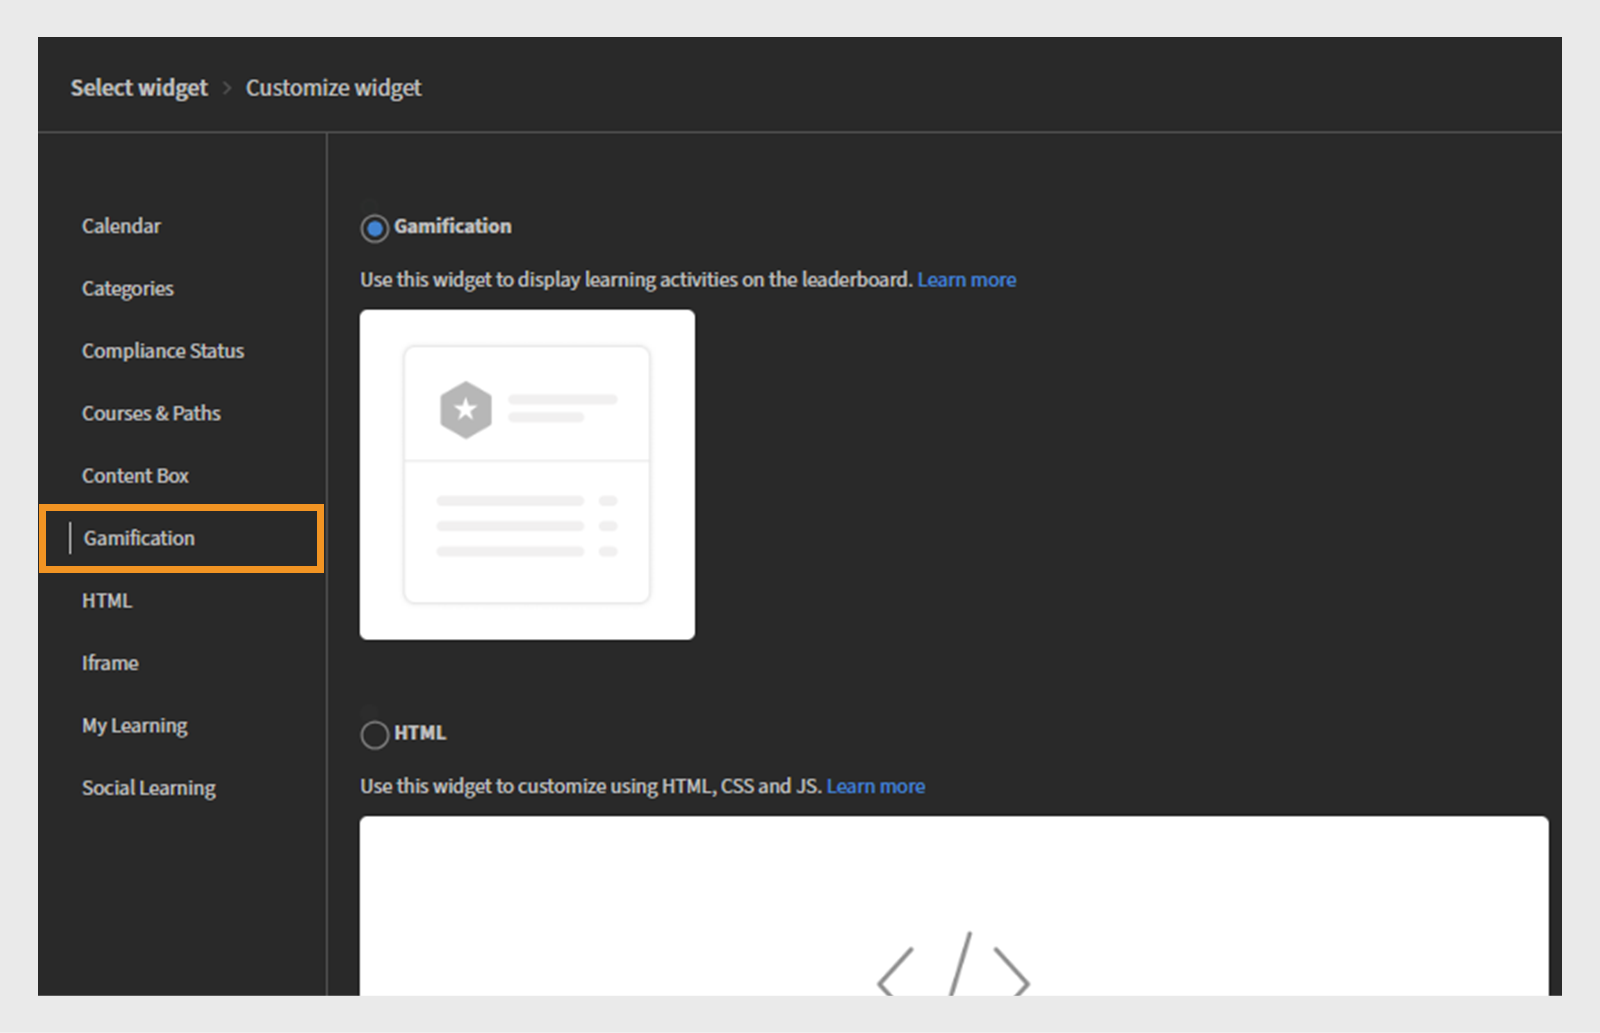 Select widget > Customize widget
Calendar
Categories
Compliance Status
Courses & Paths
Content Box
Gamification
HTML
Iframe
My Learning
Social Learning
Gamification
Use this widget to display learning activities on the leaderboard. Learn more
HTML
Use this widget to customize using HTML, CSS and JS. Learn more